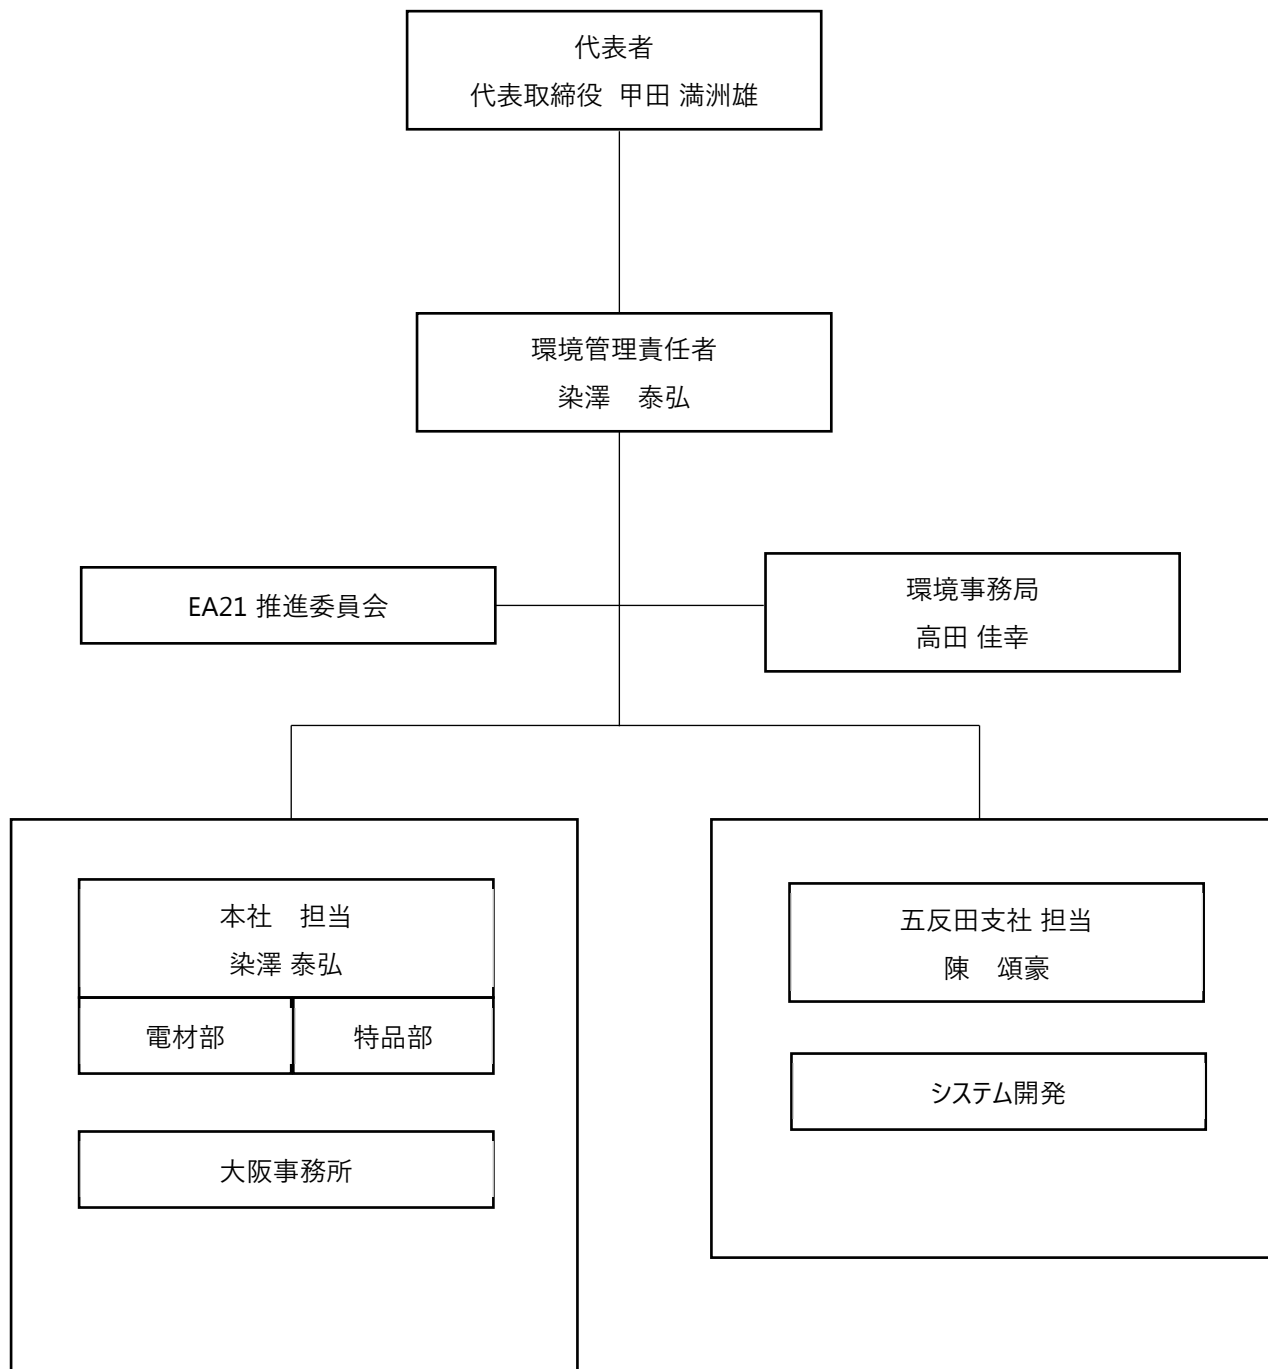 代表者
代表取締役 甲田 満洲雄
環境管理責任者
染澤　泰弘
EA21 推進委員会
環境事務局
高田 佳幸
本社　担当
染澤 泰弘
電材部
特品部
大阪事務所
五反田支社 担当
陳　頌豪
システム開発